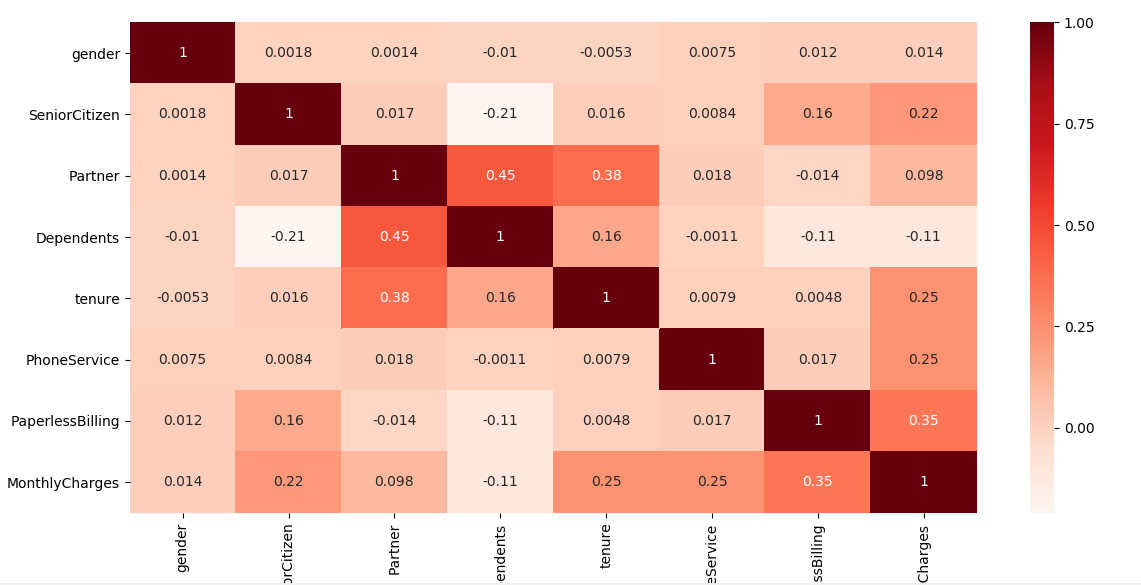 gender 1 0.0018 0.0014 -0.01 -0.0053 0.0075 0.012 0.014 1.00
SeniorCitizen 0.0018 1 0.017 -0.21 0.016 0.0084 0.16 0.22
0.75
Partner 0.0014 0.017 1 0.45 0.38 0.018 -0.014 0.098
Dependents -0.01 -0.21 0.45 1 0.16 -0.0011 -0.11 -0.11
0.50
tenure -0.0053 0.016 0.38 0.16 1 0.0079 0.0048 0.25
0.25
PhoneService 0.0075 0.0084 0.018 -0.0011 0.0079 1 0.017 0.25
PaperlessBilling 0.012 0.16 -0.014 -0.11 0.0048 0.017 1 0.35
0.00
MonthlyCharges 0.014 0.22 0.098 -0.11 0.25 0.25 0.35 1
gender
orCitizen
Partner
endents
tenure
eService
ssBilling
Charges